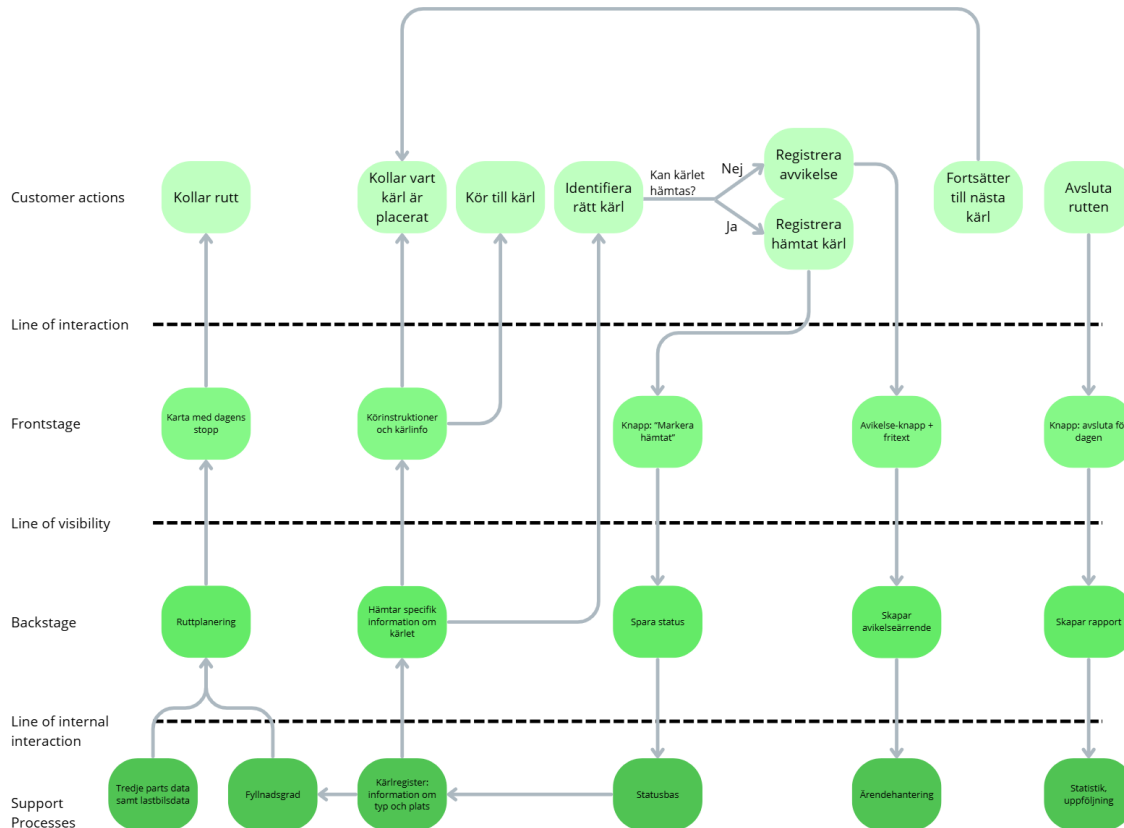 Customer actions
Kollar rutt
Kollar vart
kärl är
placerat
Kör till kärl
Identifiera
rätt kärl
Kan kärlet
hämtas?
Nej
Ja
Registrera
avvikelse
Registrera
hämtat kärl
Fortsätter
till nästa
kärl
Avsluta
rutten
Line of interaction
Frontstage
Karta med dagens
stopp
Körinstruktioner
och kärlinfo
Knapp: "Markera
hämtat"
Avikelse-knapp +
fritext
Knapp: avsluta fö
dagen
Line of visibility
Backstage
Ruttplanering
Hämtar specifik
information om
kärlet
Spara status
Skapar
avikelseärrende
Skapar rapport
Line of internal
interaction
Support
Processes
Tredje parts data
samt lastbilsdata
Fyllnadsgrad
Kärlregister:
information om
typ och plats
Statusbas
Ärendehantering
Statistik,
uppföljning